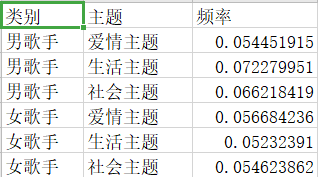 类别 主题 频率
男歌手 爱情主题 0.054451915
男歌手 生活主题 0.072279951
男歌手 社会主题 0.066218419
女歌手 爱情主题 0.056684236
女歌手 生活主题 0.05232391
女歌手 社会主题 0.054623862